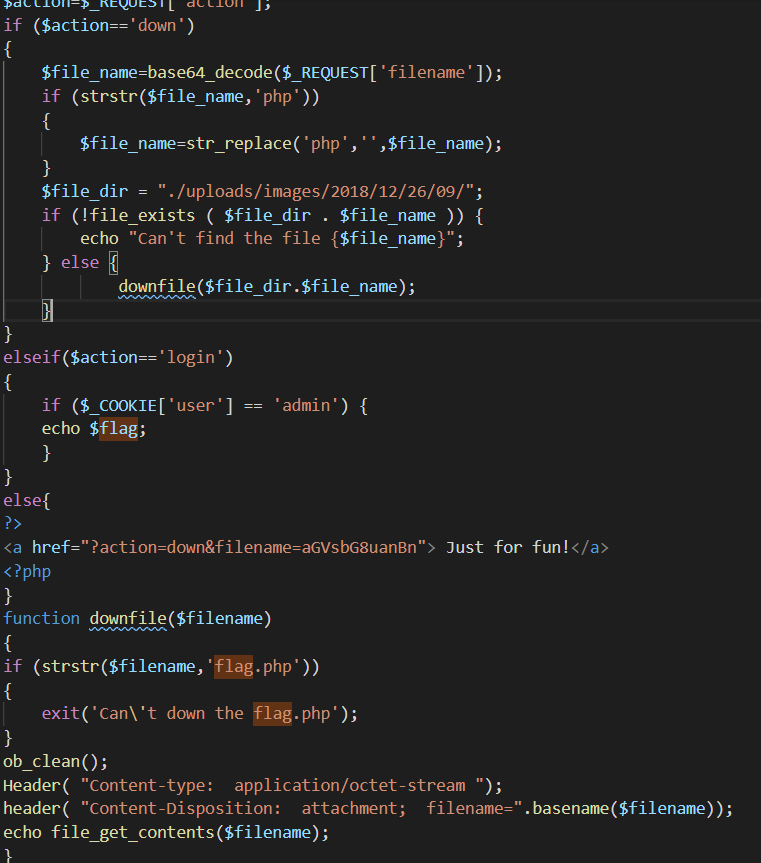 $action=$_REQUEST['action'];
if ($action=='down')
{
    $file_name=base64_decode($_REQUEST['filename']);
    if (strstr($file_name,'php'))
    {
        $file_name=str_replace('php','',$file_name);
    }
    $file_dir = "./uploads/images/2018/12/26/09/";
    if (!file_exists ( $file_dir . $file_name )) {
        echo "Can't find the file {$file_name}";
    } else {
            downfile($file_dir.$file_name);
    }
}
elseif($action=='login')
{
    if ($_COOKIE['user'] == 'admin') {
    echo $flag;
    }
}
else{
?>
<a href="?action=down&filename=aGVsbG8uanBn"> Just for fun!</a>
<?php
}
function downfile($filename)
{
if (strstr($filename,'flag.php'))
{
    exit('Can\'t down the flag.php');
}
ob_clean();
Header( "Content-type:  application/octet-stream ");
header( "Content-Disposition:  attachment;  filename=".basename($filename));
echo file_get_contents($filename);
}